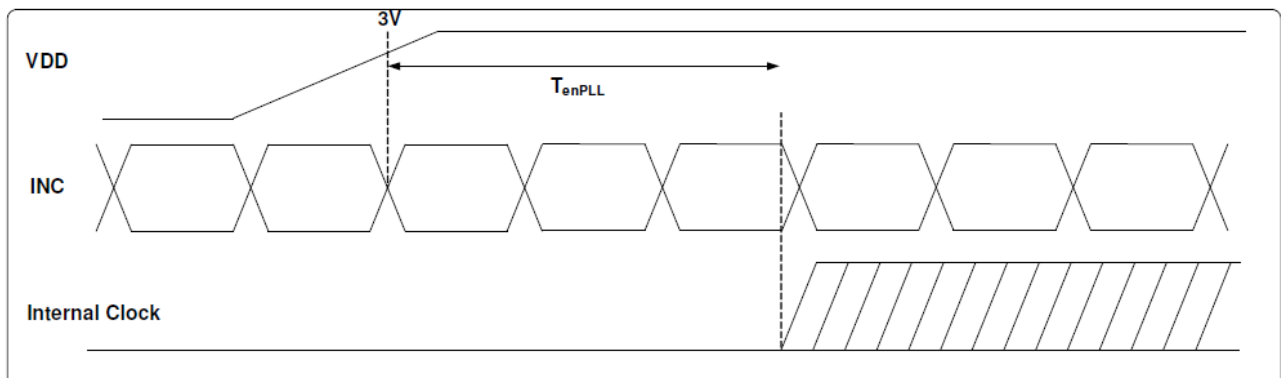 3V
VDD
TenPLL
INC
Internal Clock